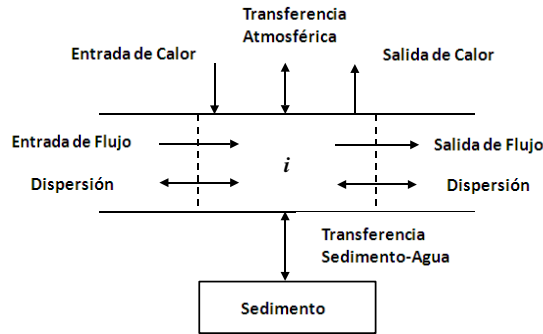 Transferencia
Atmosférica
Entrada de Calor
Salida de Calor
Entrada de Flujo
Salida de Flujo
i
Dispersión
Dispersión
Transferencia
Sedimento-Agua
Sedimento